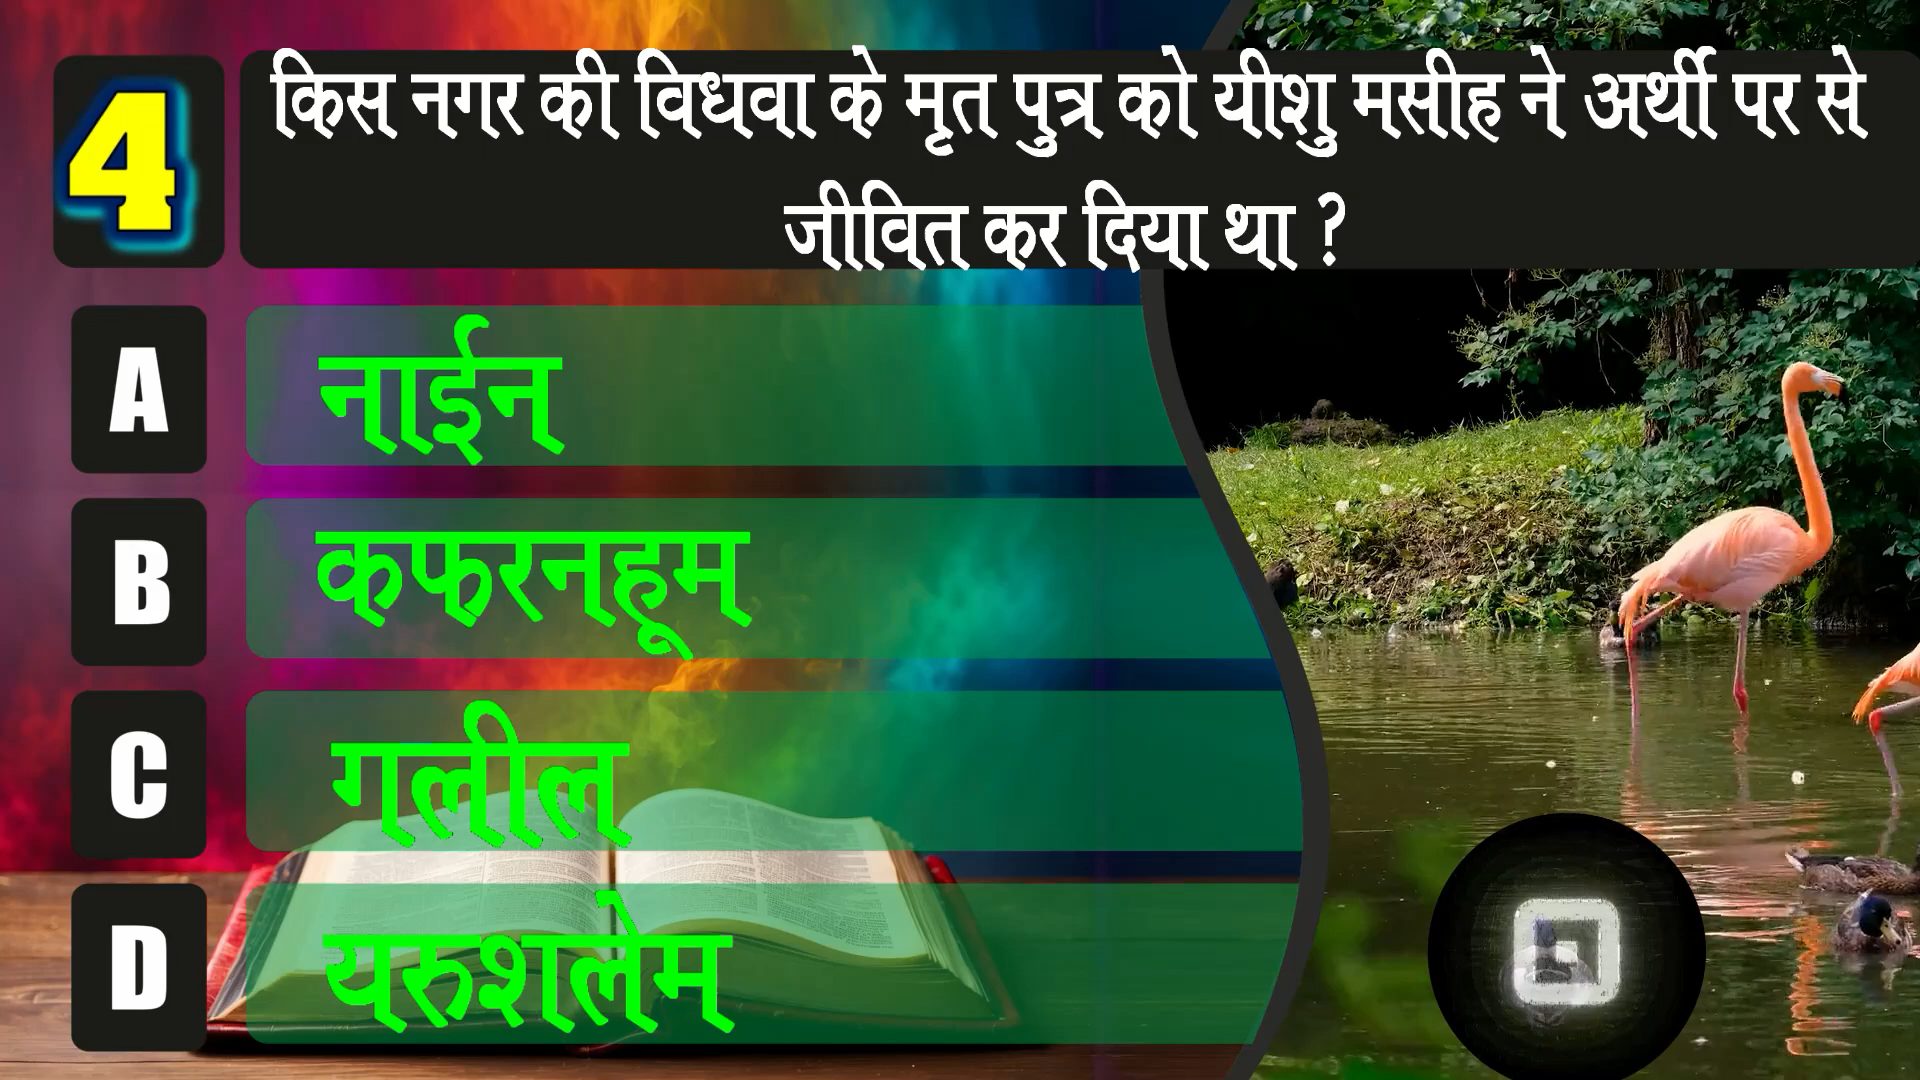 4
किस नगर की विधवा के मृत पुत्र को यीशु मसीह ने अर्थी पर से
जीवित कर दिया था ?
A
नाईन
B
कफरनहूम
C
गलील
D
यरुशलेम